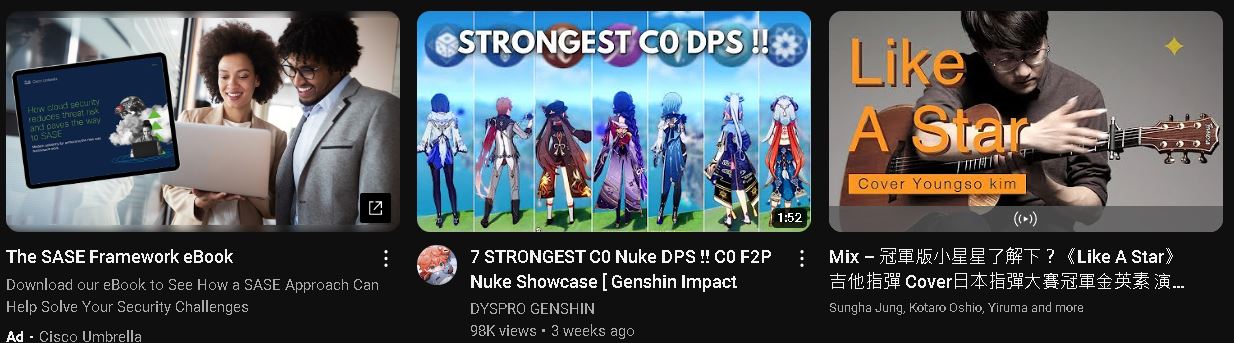 Cisco Umbrella
How cloud security
reduces threat risk
and paves the way
to SASE
The SASE Framework eBook
Download our eBook to See How a SASE Approach Can
Help Solve Your Security Challenges
Ad · Cisco Umbrella
STRONGEST C0 DPS !!
1:52
7 STRONGEST C0 Nuke DPS !! C0 F2P
Nuke Showcase [ Genshin Impact
DYSPRO GENSHIN
98K views • 3 weeks ago
Like
A Star
Cover Youngso kim
Mix – 冠軍版小星星了解下？《Like A Star》
吉他指彈 Cover日本指彈大賽冠軍金英素 演...
Sungha Jung, Kotaro Oshio, Yiruma and more